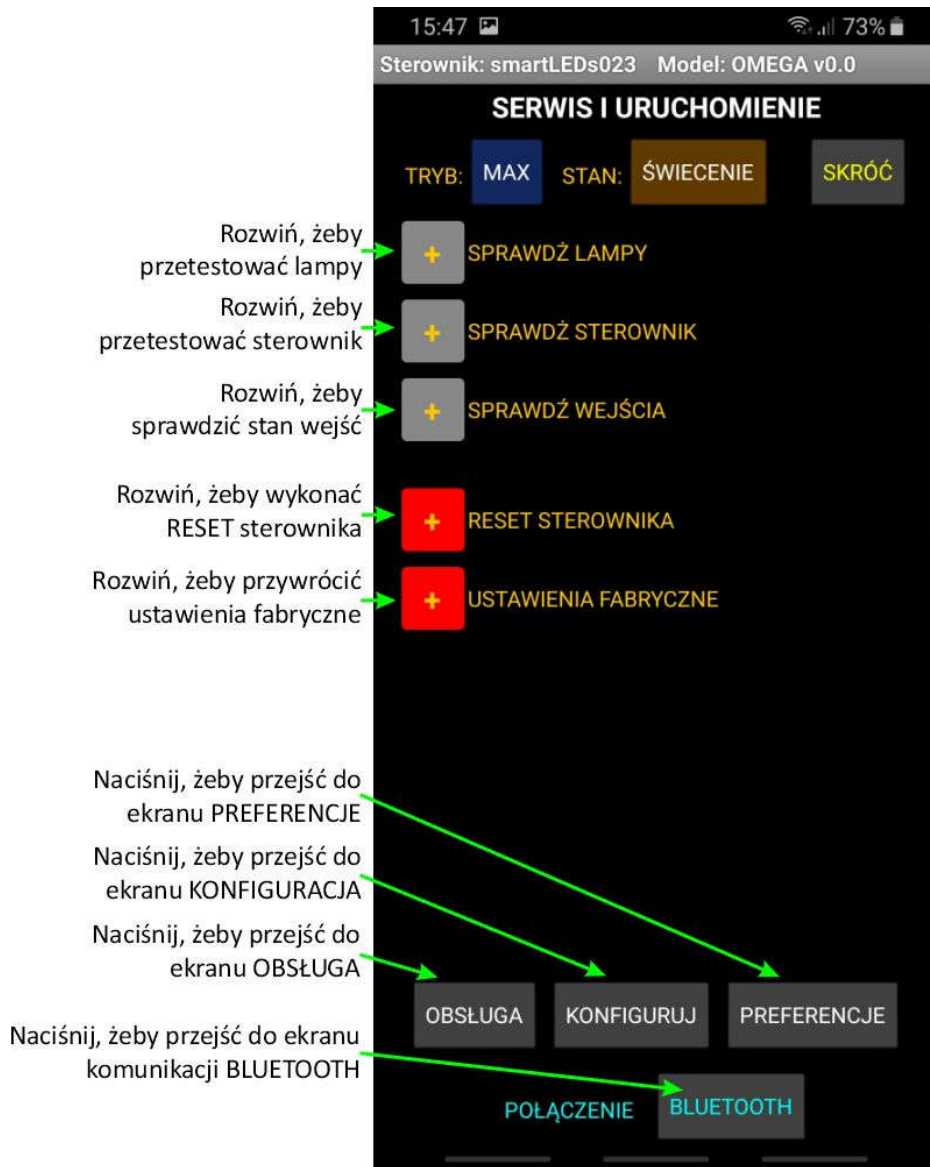 15:47 73%
Sterownik: smartLEDs023 Model: OMEGA v0.0
SERWIS I URUCHOMIENIE
TRYB: MAX STAN: ŚWIECENIE SKRÓĆ
Rozwiń, żeby
przetestować lampy
+ SPRAWDŹ LAMPY
Rozwiń, żeby
przetestować sterownik
+ SPRAWDŹ STEROWNIK
Rozwiń, żeby
sprawdzić stan wejść
+ SPRAWDŹ WEJŚCIA
Rozwiń, żeby wykonać
RESET sterownika
+ RESET STEROWNIKA
Rozwiń, żeby przywrócić
ustawienia fabryczne
+ USTAWIENIA FABRYCZNE
Naciśnij, żeby przejść do
ekranu PREFERENCJE
Naciśnij, żeby przejść do
ekranu KONFIGURACJA
Naciśnij, żeby przejść do
ekranu OBSŁUGA
OBSŁUGA KONFIGURUJ PREFERENCJE
Naciśnij, żeby przejść do ekranu
komunikacji BLUETOOTH
POŁĄCZENIE BLUETOOTH